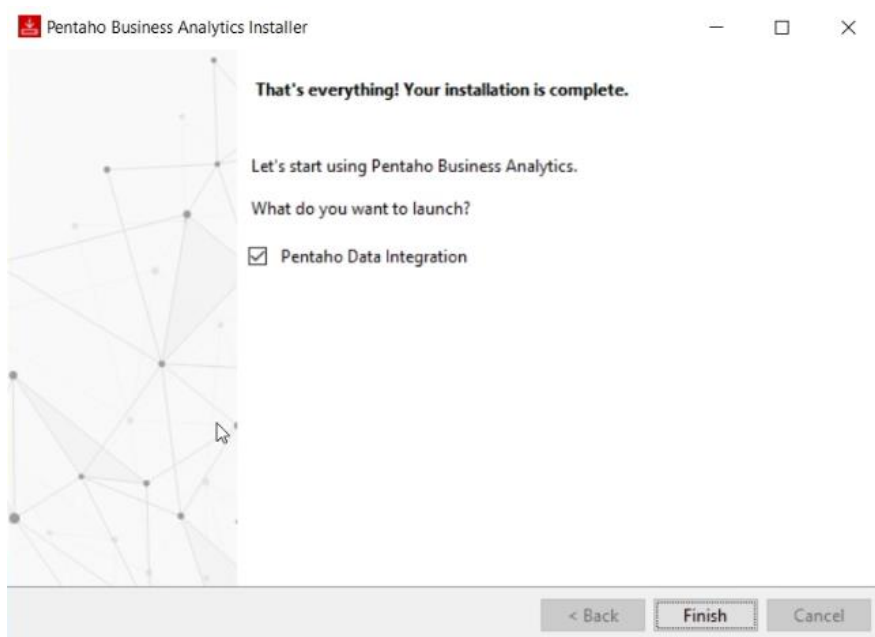 Pentaho Business Analytics Installer
That's everything! Your installation is complete.
Let's start using Pentaho Business Analytics.
What do you want to launch?
Pentaho Data Integration
< Back
Finish
Cancel